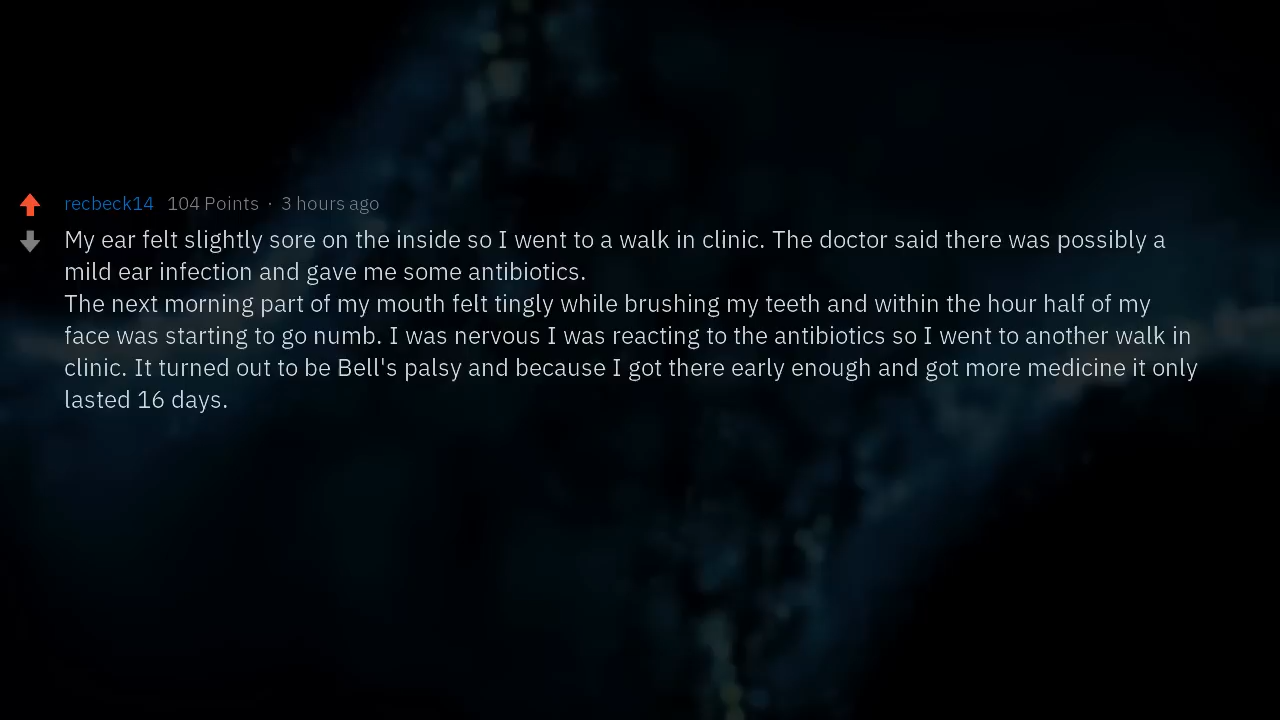 recbeck14 104 Points · 3 hours ago
My ear felt slightly sore on the inside so I went to a walk in clinic. The doctor said there was possibly a
mild ear infection and gave me some antibiotics.
The next morning part of my mouth felt tingly while brushing my teeth and within the hour half of my
face was starting to go numb. I was nervous I was reacting to the antibiotics so I went to another walk in
clinic. It turned out to be Bell's palsy and because I got there early enough and got more medicine it only
lasted 16 days.